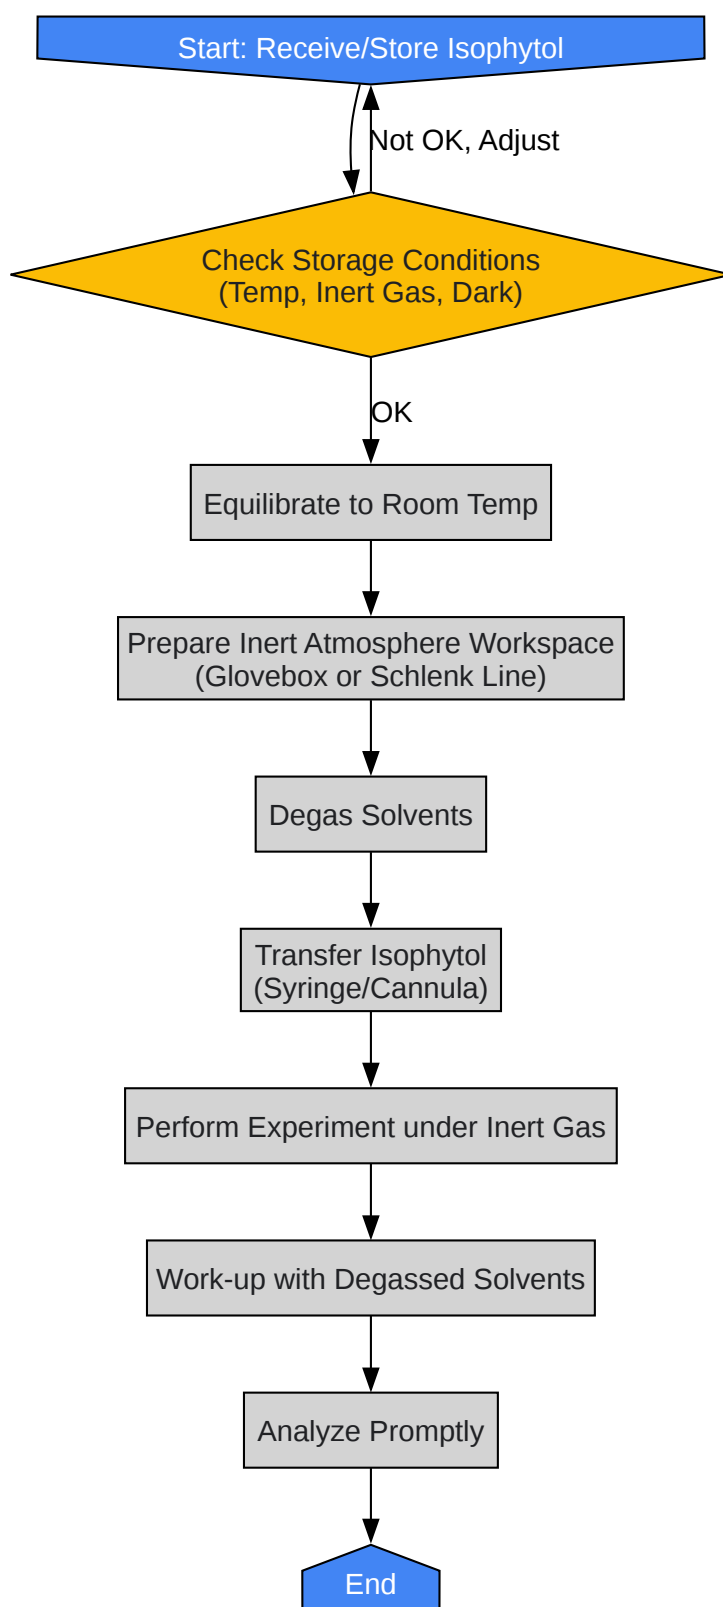 Start: Receive/Store Isophytol
Not OK, Adjust
Check Storage Conditions
(Temp, Inert Gas, Dark)
OK
Equilibrate to Room Temp
Prepare Inert Atmosphere Workspace
(Glovebox or Schlenk Line)
Degas Solvents
Transfer Isophytol
(Syringe/Cannula)
Perform Experiment under Inert Gas
Work-up with Degassed Solvents
Analyze Promptly
End